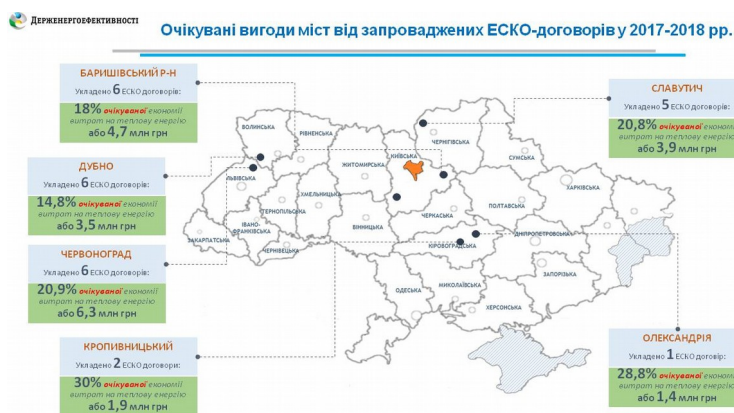 ДЕРЖЕНЕРГОЕФЕКТИВНОСТІ
Очікувані вигоди міст від запроваджених ЕСКО-договорів у 2017-2018 рр.
БАРИШІВСЬКИЙ Р-Н
Укладено 6 ЕСКО договорів:
18% очікуваної економії
витрат на теплову енергію
або 4,7 млн грн
ДУБНО
Укладено 6 ЕСКО договорів:
14,8% очікуваної економії
витрат на теплову енергію
або 3,5 млн грн
ЧЕРВОНОГРАД
Укладено 6 ЕСКО договорів:
20,9% очікуваної економії
витрат на теплову енергію
або 6,3 млн грн
КРОПИВНИЦЬКИЙ
Укладено 2 ЕСКО договори:
30% очікуваної економії
витрат на теплову енергію
або 1,9 млн грн
СЛАВУТИЧ
Укладено 5 ЕСКО договорів:
20,8% очікуваної економі
витрат на теплову енергію
або 3,9 млн грн
ОЛЕКСАНДРІЯ
Укладено 1 ЕСКО договір:
28,8% очікуваної економі
витрат на теплову енергію
або 1,4 млн грн
ВОЛИНСЬКА
РІВНЕНСЬКА
ЖИТОМИРСЬКА
КИЇВСЬКА
ЧЕРНІГІВСЬКА
СУМСЬКА
ЛЬВІВСЬКА
ТЕРНОПІЛЬСЬКА
ХМЕЛЬНИЦЬКА
ВІННИЦЬКА
ЧЕРКАСЬКА
ПОЛТАВСЬКА
ХАРКІВСЬКА
ЗАКАРПАТСЬКА
ІВАНО-
ФРАНКІВСЬКА
ЧЕРНІВЕЦЬКА
КІРОВОГРАДСЬКА
ДНІПРОПЕТРОВСЬКА
ОДЕСЬКА
МИКОЛАЇВСЬКА
ХЕРСОНСЬКА
ЗАПОРІЗЬКА